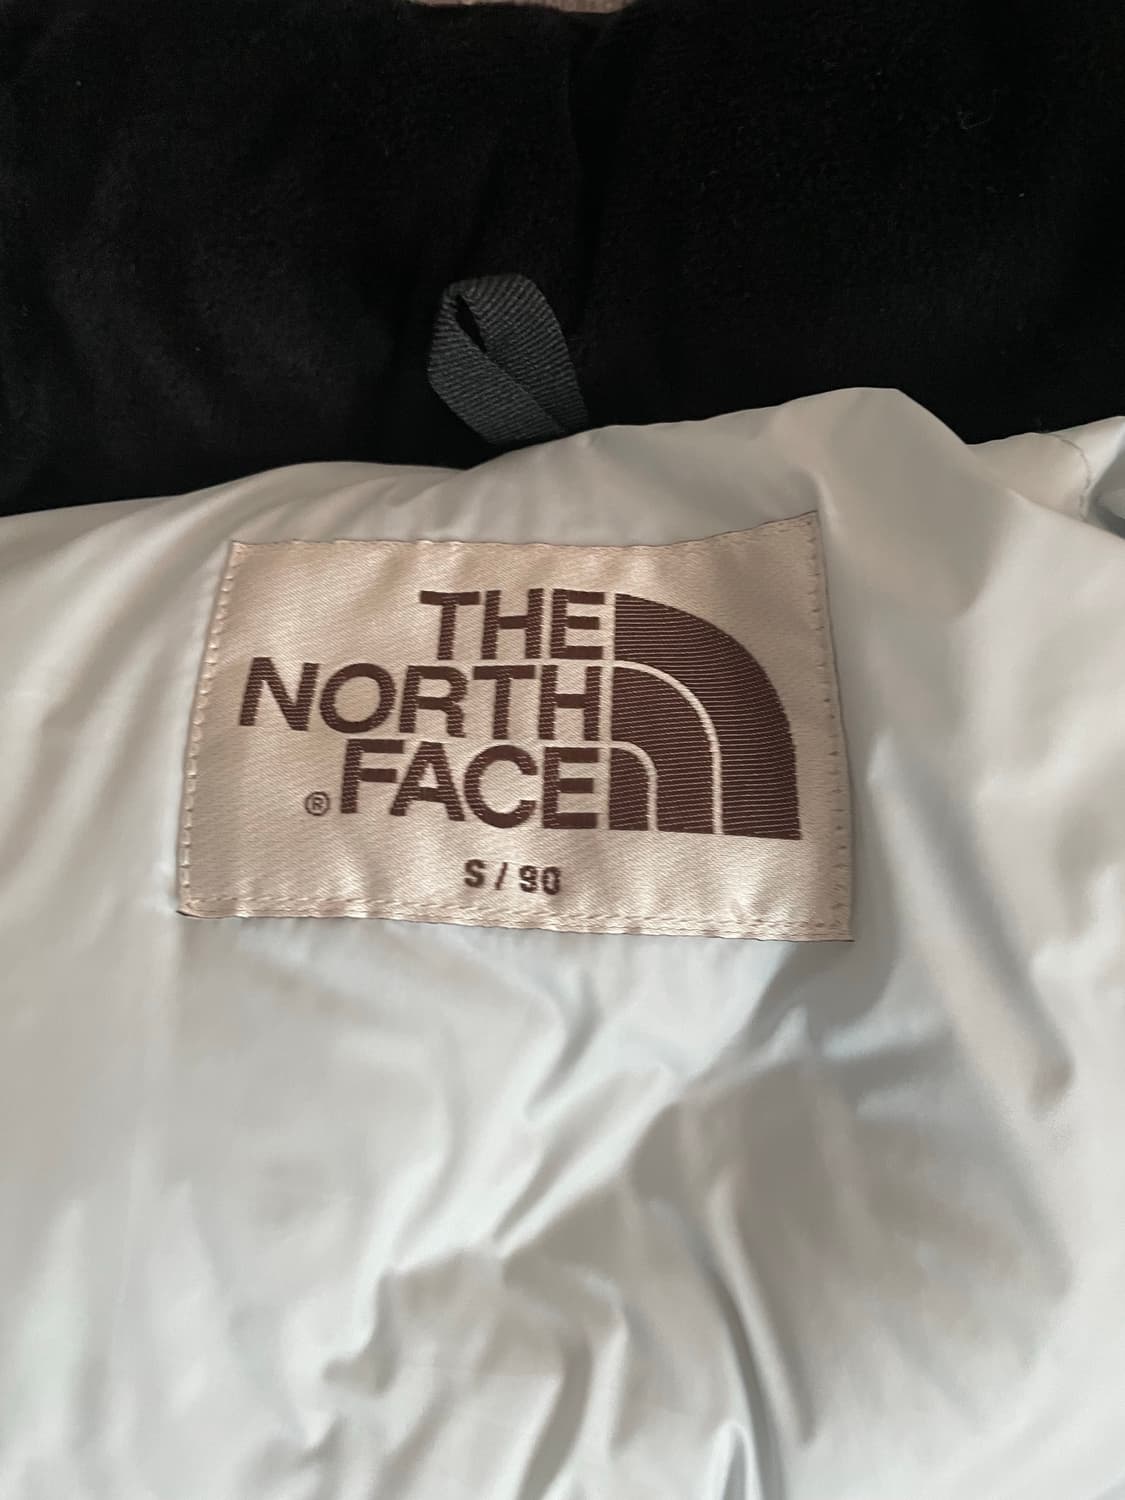 THE
NORTH
FACE
®
S / 90